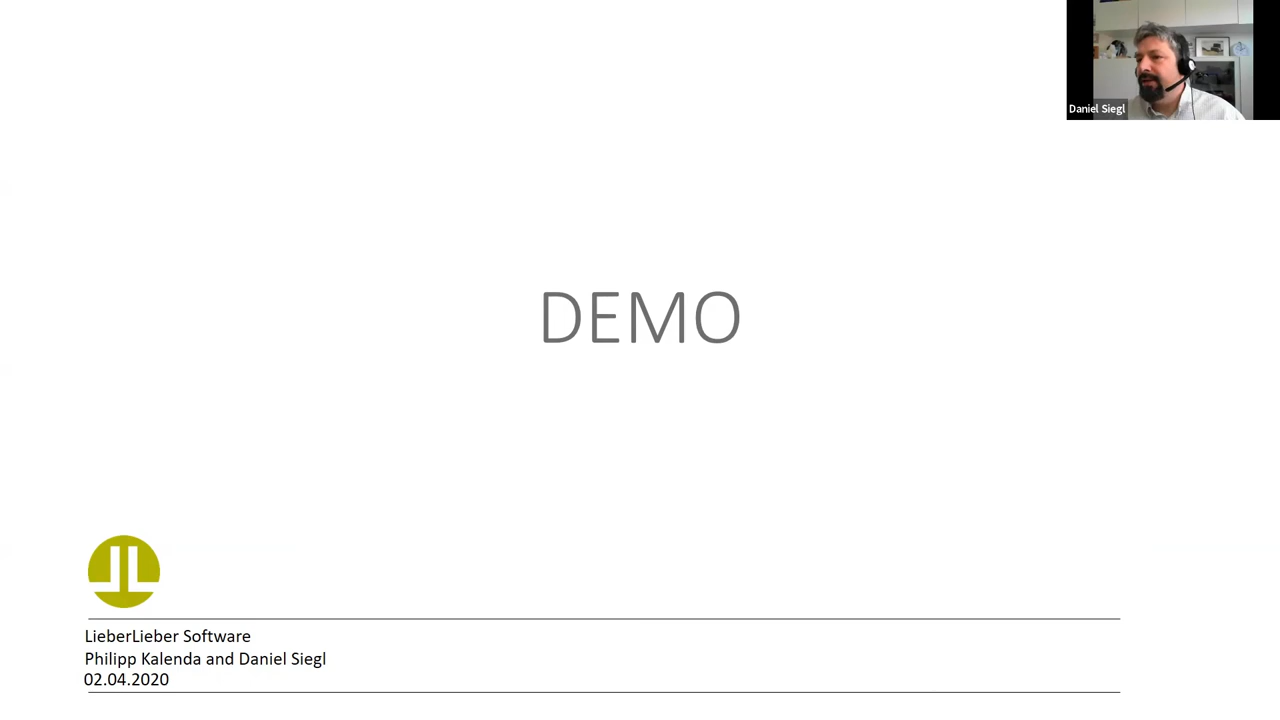 Daniel Siegl
DEMO
LieberLieber Software
Philipp Kalenda and Daniel Siegl
02.04.2020